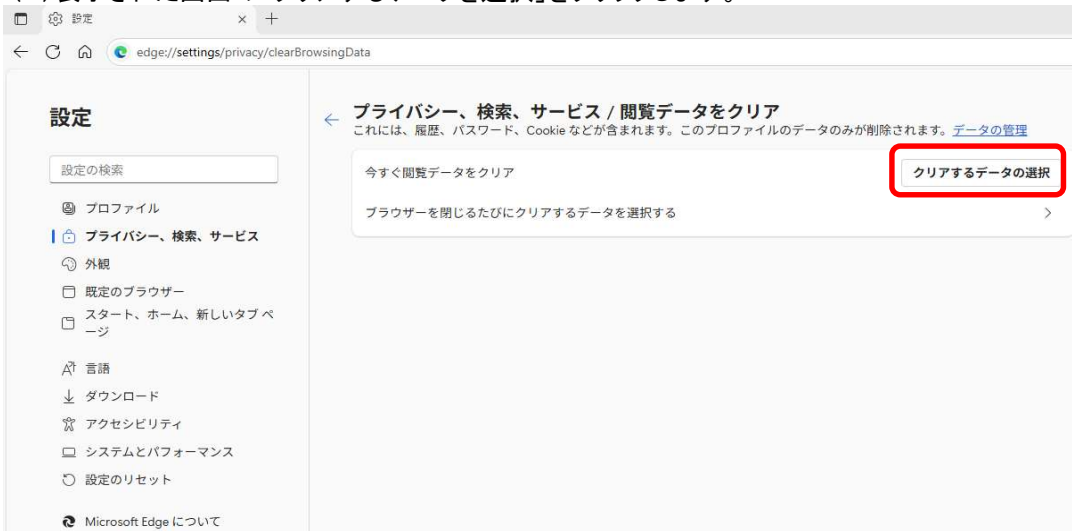 設定
edge://settings/privacy/clearBrowsingData
設定
設定の検索
プロファイル
プライバシー、検索、サービス
外観
既定のブラウザー
スタート、ホーム、新しいタブ ペ
ージ
言語
ダウンロード
アクセシビリティ
システムとパフォーマンス
設定のリセット
Microsoft Edge について
プライバシー、検索、サービス / 閲覧データをクリア
これには、履歴、パスワード、Cookie などが含まれます。このプロファイルのデータのみが削除されます。データの管理
今すぐ閲覧データをクリア
クリアするデータの選択
ブラウザーを閉じるたびにクリアするデータを選択する